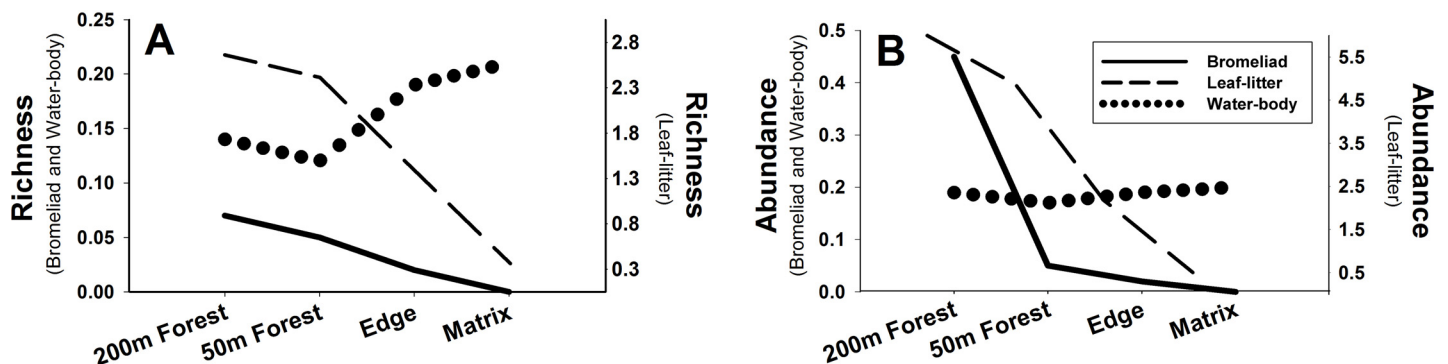 A
Richness
(Bromeliad and Water-body)
0.25
0.20
0.15
0.10
0.05
0.00
2.8
2.3
1.8
1.3
0.8
0.3
Richness
(Leaf-litter)
200m Forest
50m Forest
Edge
Matrix
B
Abundance
(Bromeliad and Water-body)
0.5
0.4
0.3
0.2
0.1
0.0
Bromeliad
Leaf-litter
Water-body
5.5
4.5
3.5
2.5
1.5
0.5
Abundance
(Leaf-litter)
200m Forest
50m Forest
Edge
Matrix